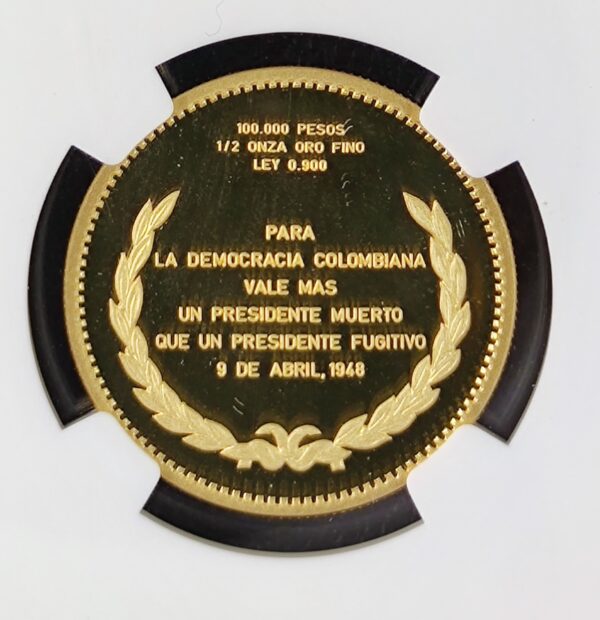 100.000 PESOS
1/2 ONZA ORO FINO
LEY 0.900
PARA
LA DEMOCRACIA COLOMBIANA
VALE MAS
UN PRESIDENTE MUERTO
QUE UN PRESIDENTE FUGITIVO
9 DE ABRIL, 1948